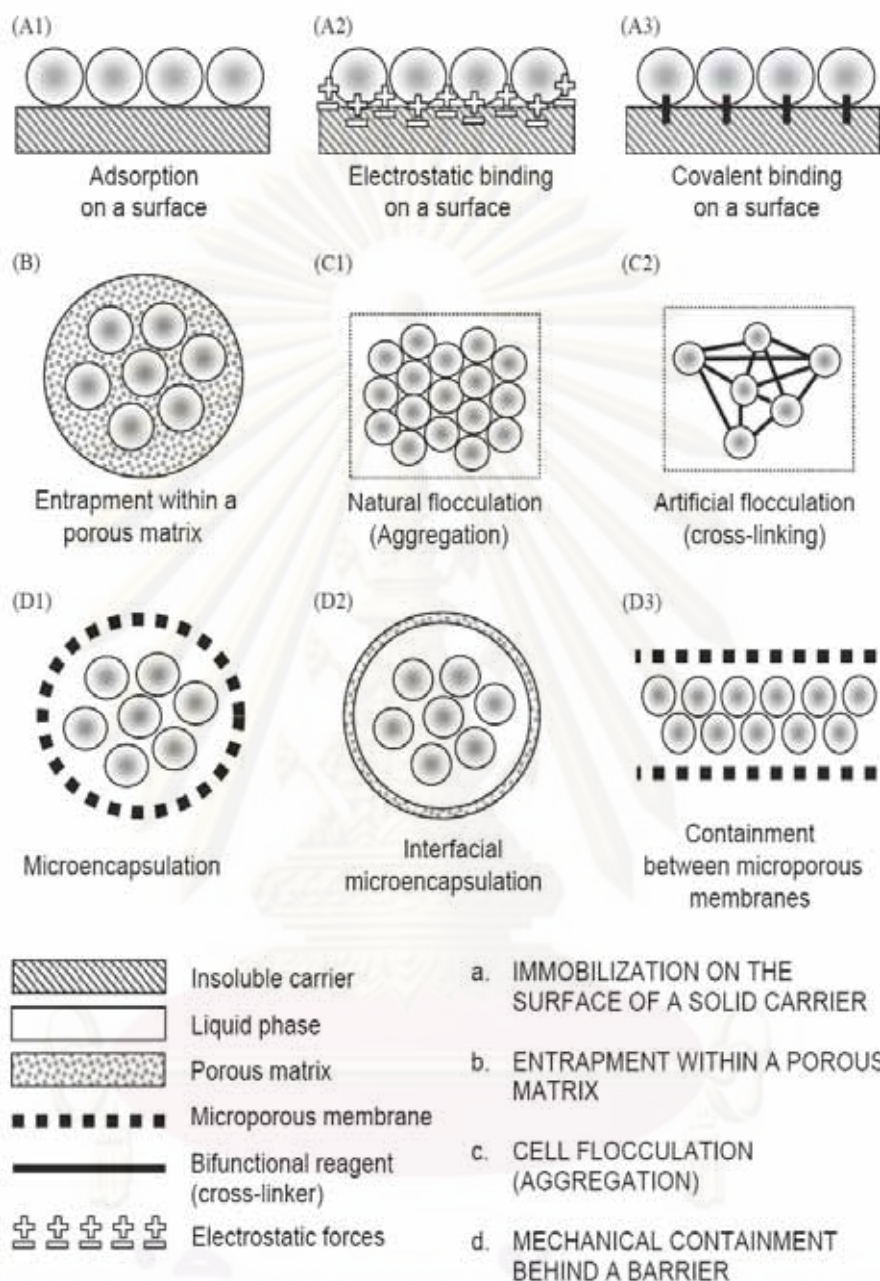 (A1)
(A2)
(A3)
Adsorption
on a surface
Electrostatic binding
on a surface
Covalent binding
on a surface
(B)
(C1)
(C2)
Entrapment within a
porous matrix
Natural flocculation
(Aggregation)
Artificial flocculation
(cross-linking)
(D1)
(D2)
(D3)
Microencapsulation
Interfacial
microencapsulation
Containment
between microporous
membranes
Insoluble carrier
Liquid phase
Porous matrix
Microporous membrane
Bifunctional reagent
(cross-linker)
Electrostatic forces
a. IMMOBILIZATION ON THE
SURFACE OF A SOLID CARRIER
b. ENTRAPMENT WITHIN A POROUS
MATRIX
c. CELL FLOCCULATION
(AGGREGATION)
d. MECHANICAL CONTAINMENT
BEHIND A BARRIER